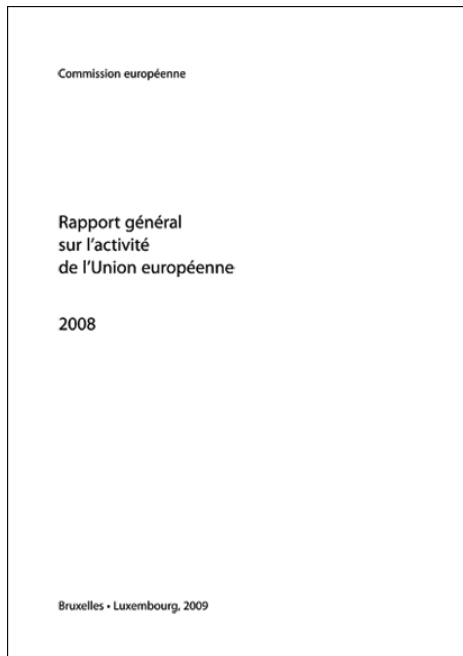 Commission européenne
Rapport général
sur l'activité
de l'Union européenne
2008
Bruxelles • Luxembourg, 2009